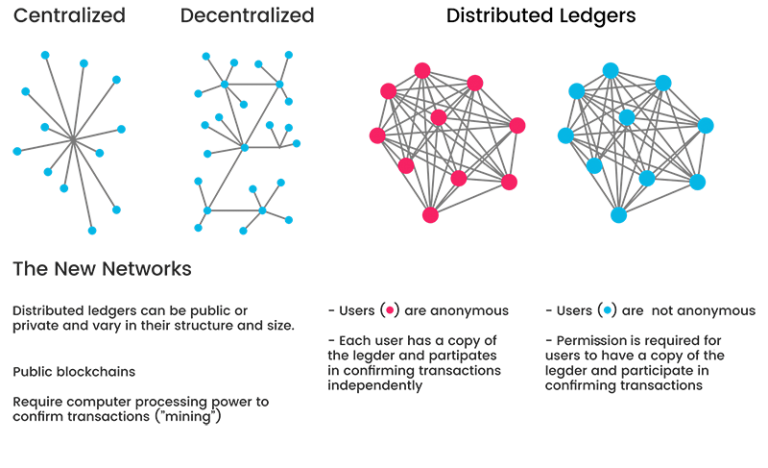 Centralized
Decentralized
Distributed Ledgers
The New Networks
Distributed ledgers can be public or
private and vary in their structure and size.
Public blockchains
Require computer processing power to
confirm transactions ("mining")
- Users (●) are anonymous
- Each user has a copy of
the legder and partipates
in confirming transactions
independently
- Users (●) are not anonymous
- Permission is required for
users to have a copy of the
legder and participate in
confirming transactions